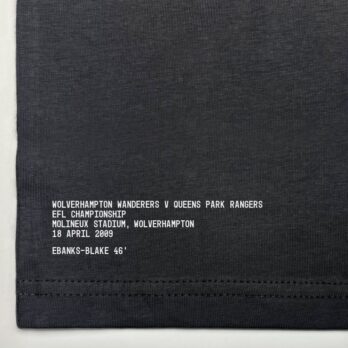 WOLVERHAMPTON WANDERERS V QUEENS PARK RANGERS
EFL CHAMPIONSHIP
MOLINEUX STADIUM, WOLVERHAMPTON
18 APRIL 2009
EBANKS-BLAKE 46'